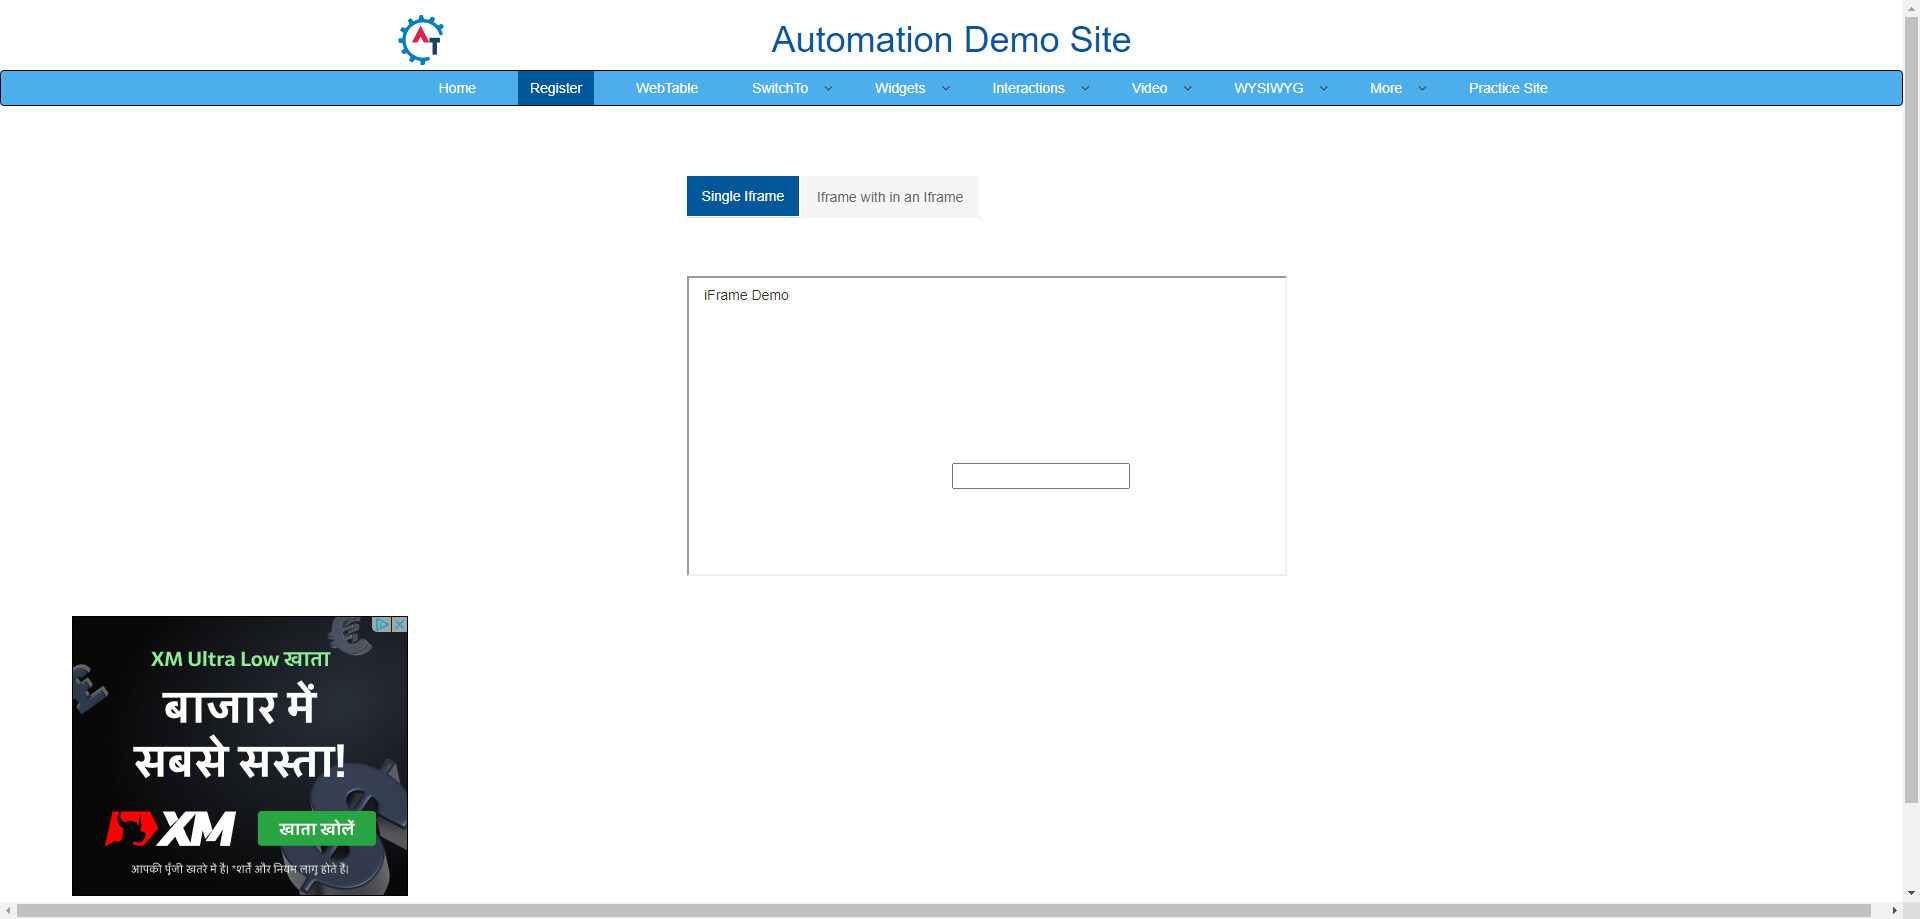 Automation Demo Site
Home Register WebTable SwitchTo Widgets Interactions Video WYSIWYG More Practice Site
Single Iframe Iframe with in an Iframe
iFrame Demo
XM Ultra Low खाता
बाजार में
सबसे सस्ता!
XM खाता खोलें
आपकी पूँजी खतरे में है। *शर्तें और नियम लागू होते है।